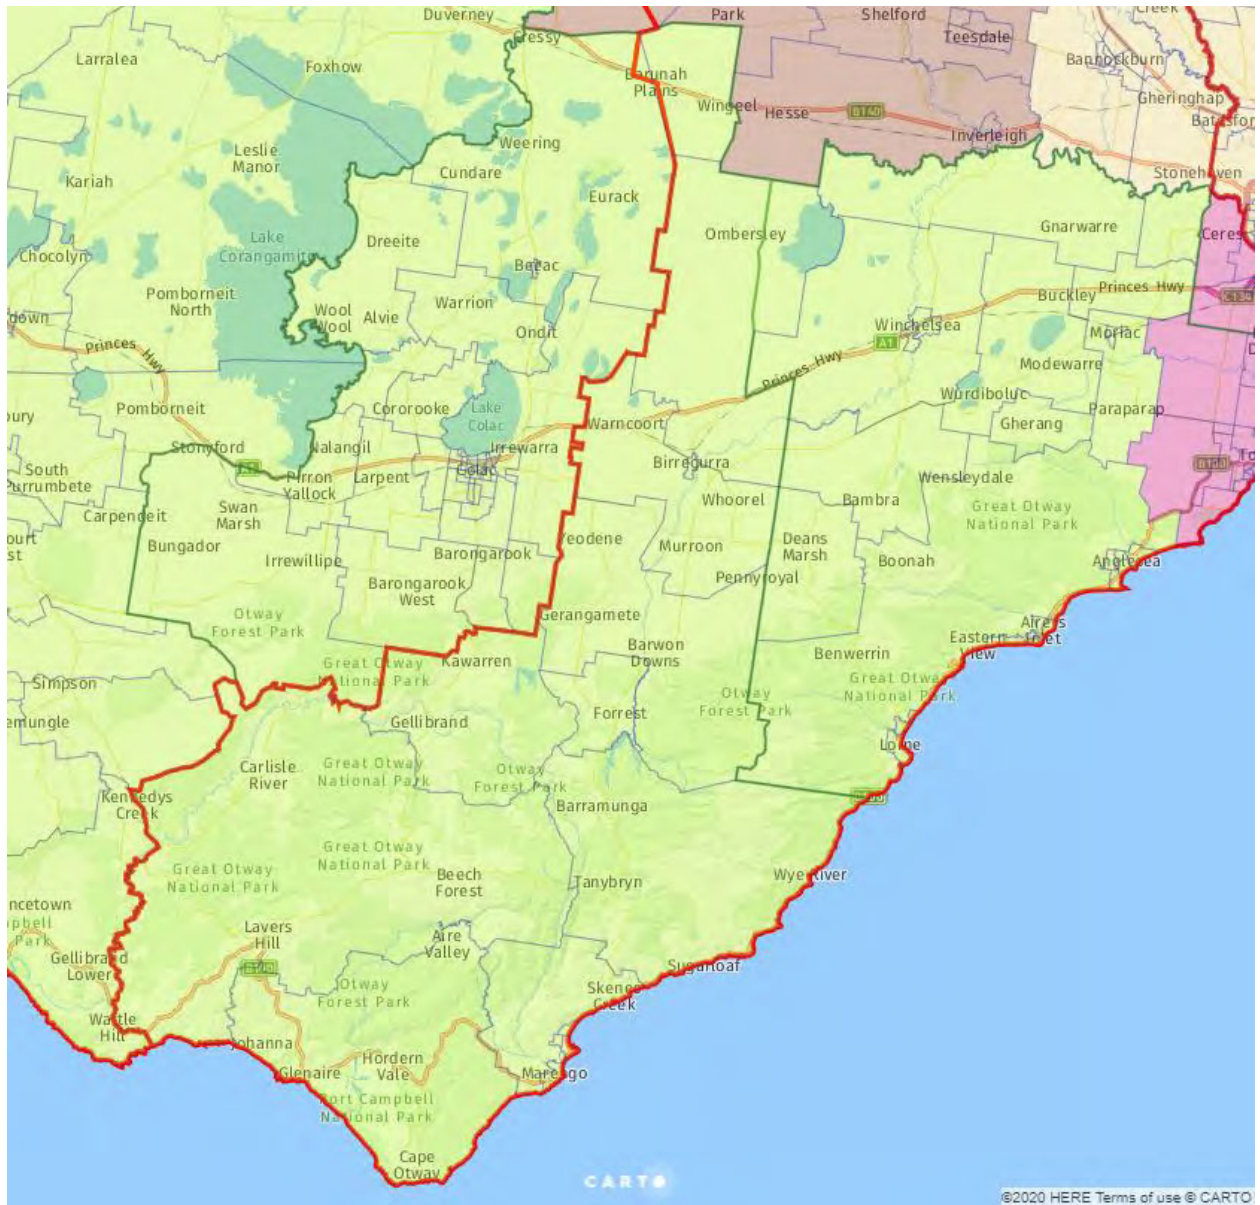 Duverney
Park
Shelford
Creek
Cressy
Teesdale
Larralea
Foxhow
Bannockburn
Barunah
Plains
Gheringhap
Wingeel
Hesse
B140
Inverleigh
Weering
Leslie
Manor
Cundare
Stonehaven
Kariah
Eurack
Lake
Corangamite
Dreeite
Ombersley
Gnarwarre
Ceres
Chocolyn
Beeac
Pomborneit
North
Warrion
Buckley
Princes Hwy
C136
Wool
Wool
Alvie
Ondit
Winchelsea
down
Princes Hwy
A1
Moriac
Modewarre
Princes Hwy
Pomborneit
Cororooke
Lake
Colac
Wurdiboluc
Paraparap
Gherang
Warncoort
Stonyford
Nalangil
Irrewarra
South
Purrumbete
A1
Pirron
Yallock
Larpent
Colac
Birregurra
B100
Wensleydale
Whoorel
Bambra
Carpendeit
Swan
Marsh
Great Otway
National Park
Bungador
Irrewillipe
Barongarook
Yeodene
Murroon
Deans
Marsh
Boonah
Anglesea
Barongarook
West
Pennyroyal
Otway
Forest Park
Gerangamete
Aireys
Inlet
Eastern
View
Barwon
Downs
Benwerrin
Great Otway
National Park
Kawarren
Simpson
Great Otway
National Park
Otway
Forest Park
Gellibrand
Forrest
Lorne
Carlisle
River
Great Otway
National Park
Otway
Forest Park
Kennedys
Creek
Barramunga
B100
Great Otway
National Park
Great Otway
National Park
Beech
Forest
Tanybryn
Wye River
ncetown
Lavers
Hill
Aire
Valley
Gellibrand
Lower
B100
Sugarloaf
Otway
Forest Park
Skenes
Creek
Wattle
Hill
Johanna
Hordern
Vale
Glenaire
Marengo
Port Campbell
National Park
Cape
Otway
CARTO
©2020 HERE Terms of use © CARTO